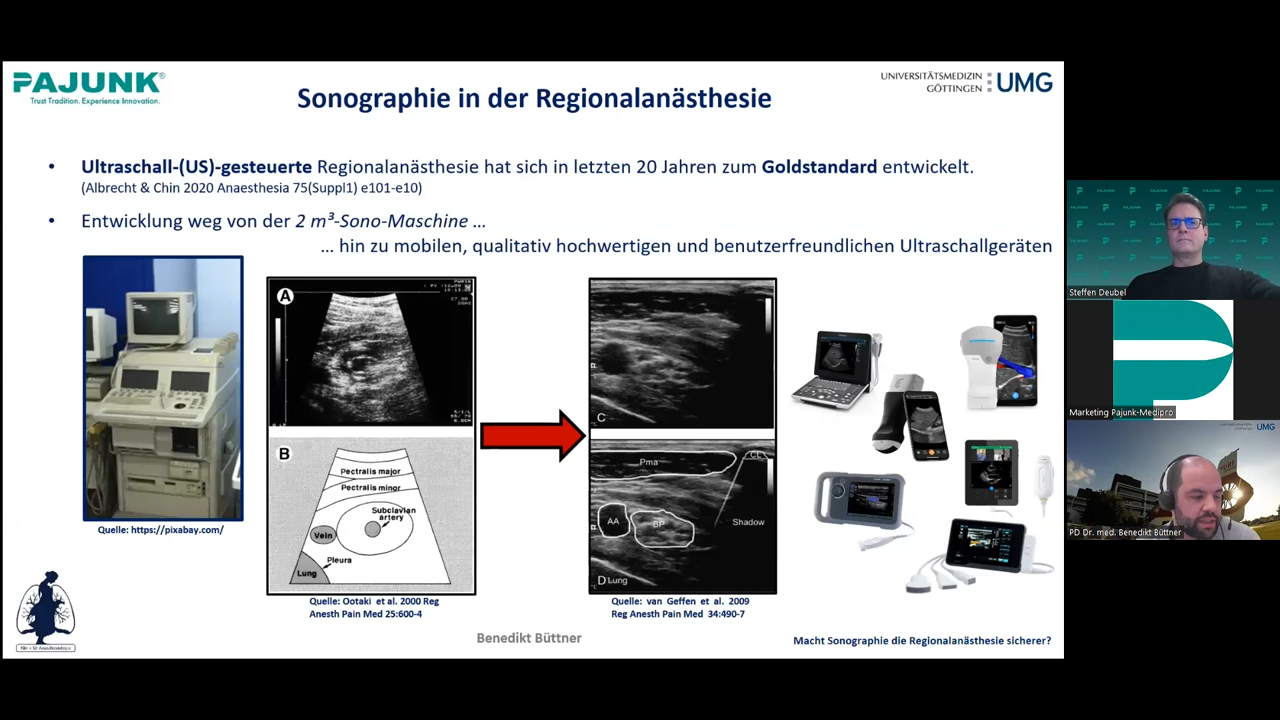 PAJUNK®
Trust Tradition. Experience Innovation.
UNIVERSITÄTSMEDIZIN
GÖTTINGEN
UMG
Sonographie in der Regionalanästhesie
• Ultraschall-(US)-gesteuerte Regionalanästhesie hat sich in letzten 20 Jahren zum Goldstandard entwickelt.
(Albrecht & Chin 2020 Anaesthesia 75(Suppl1) e101-e10)
• Entwicklung weg von der 2 m³-Sono-Maschine …
… hin zu mobilen, qualitativ hochwertigen und benutzerfreundlichen Ultraschallgeräten
Quelle: https://pixabay.com/
A
B
Pectralis major
Pectralis minor
Subclavian
artery
Vein
Pleura
Lung
Quelle: Ootaki et al. 2000 Reg
Anesth Pain Med 25:600-4
C
Pma
CL
AA
BP
Shadow
D
Lung
Quelle: van Geffen et al. 2009
Reg Anesth Pain Med 34:490-7
Benedikt Büttner
Macht Sonographie die Regionalanästhesie sicherer?
PAJUNK
Steffen Deubel
Marketing Pajunk-Medipro
UMG
PD Dr. med. Benedikt Büttner